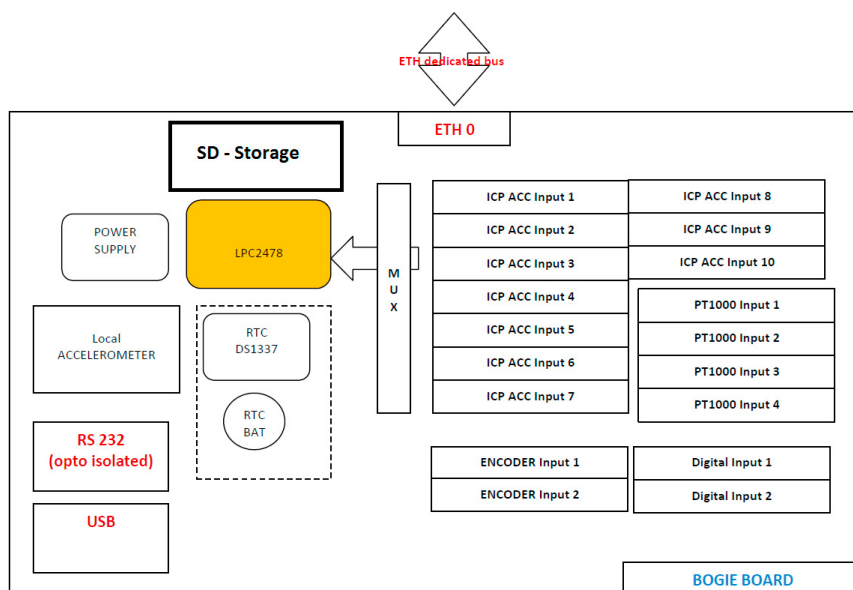 ETH dedicated bus
ETH 0
SD - Storage
POWER
SUPPLY
LPC2478
M
U
X
ICP ACC Input 1
ICP ACC Input 2
ICP ACC Input 3
ICP ACC Input 4
ICP ACC Input 5
ICP ACC Input 6
ICP ACC Input 7
ICP ACC Input 8
ICP ACC Input 9
ICP ACC Input 10
PT1000 Input 1
PT1000 Input 2
PT1000 Input 3
PT1000 Input 4
Local
ACCELEROMETER
RTC
DS1337
RTC
BAT
RS 232
(opto isolated)
USB
ENCODER Input 1
ENCODER Input 2
Digital Input 1
Digital Input 2
BOGIE BOARD